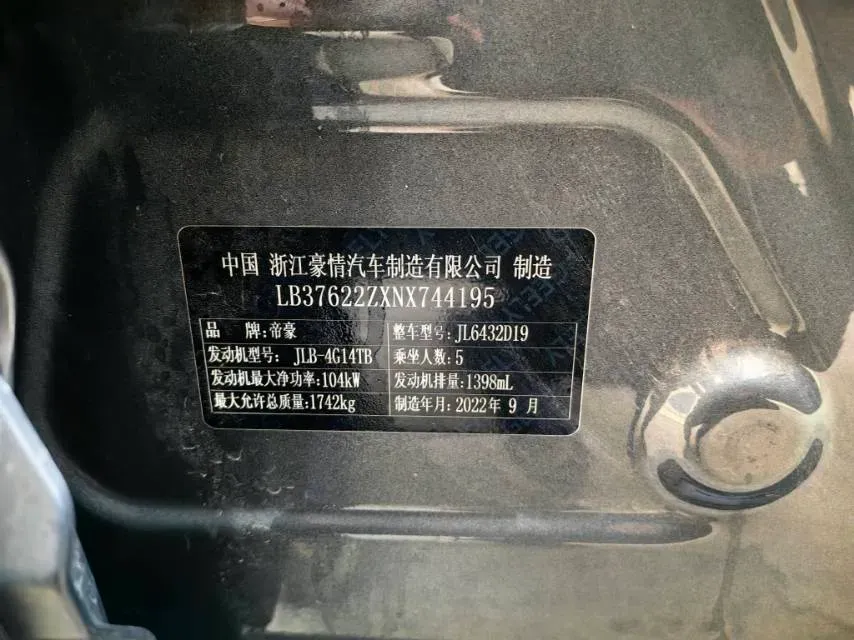 中国 浙江豪情汽车制造有限公司 制造
LB37622ZXNX744195
品 牌:帝豪 整车型号:JL6432D19
发动机型号: JLB-4G14TB 乘坐人数:5
发动机最大净功率:104kW 发动机排量:1398mL
最大允许总质量:1742kg 制造年月:2022年 9 月